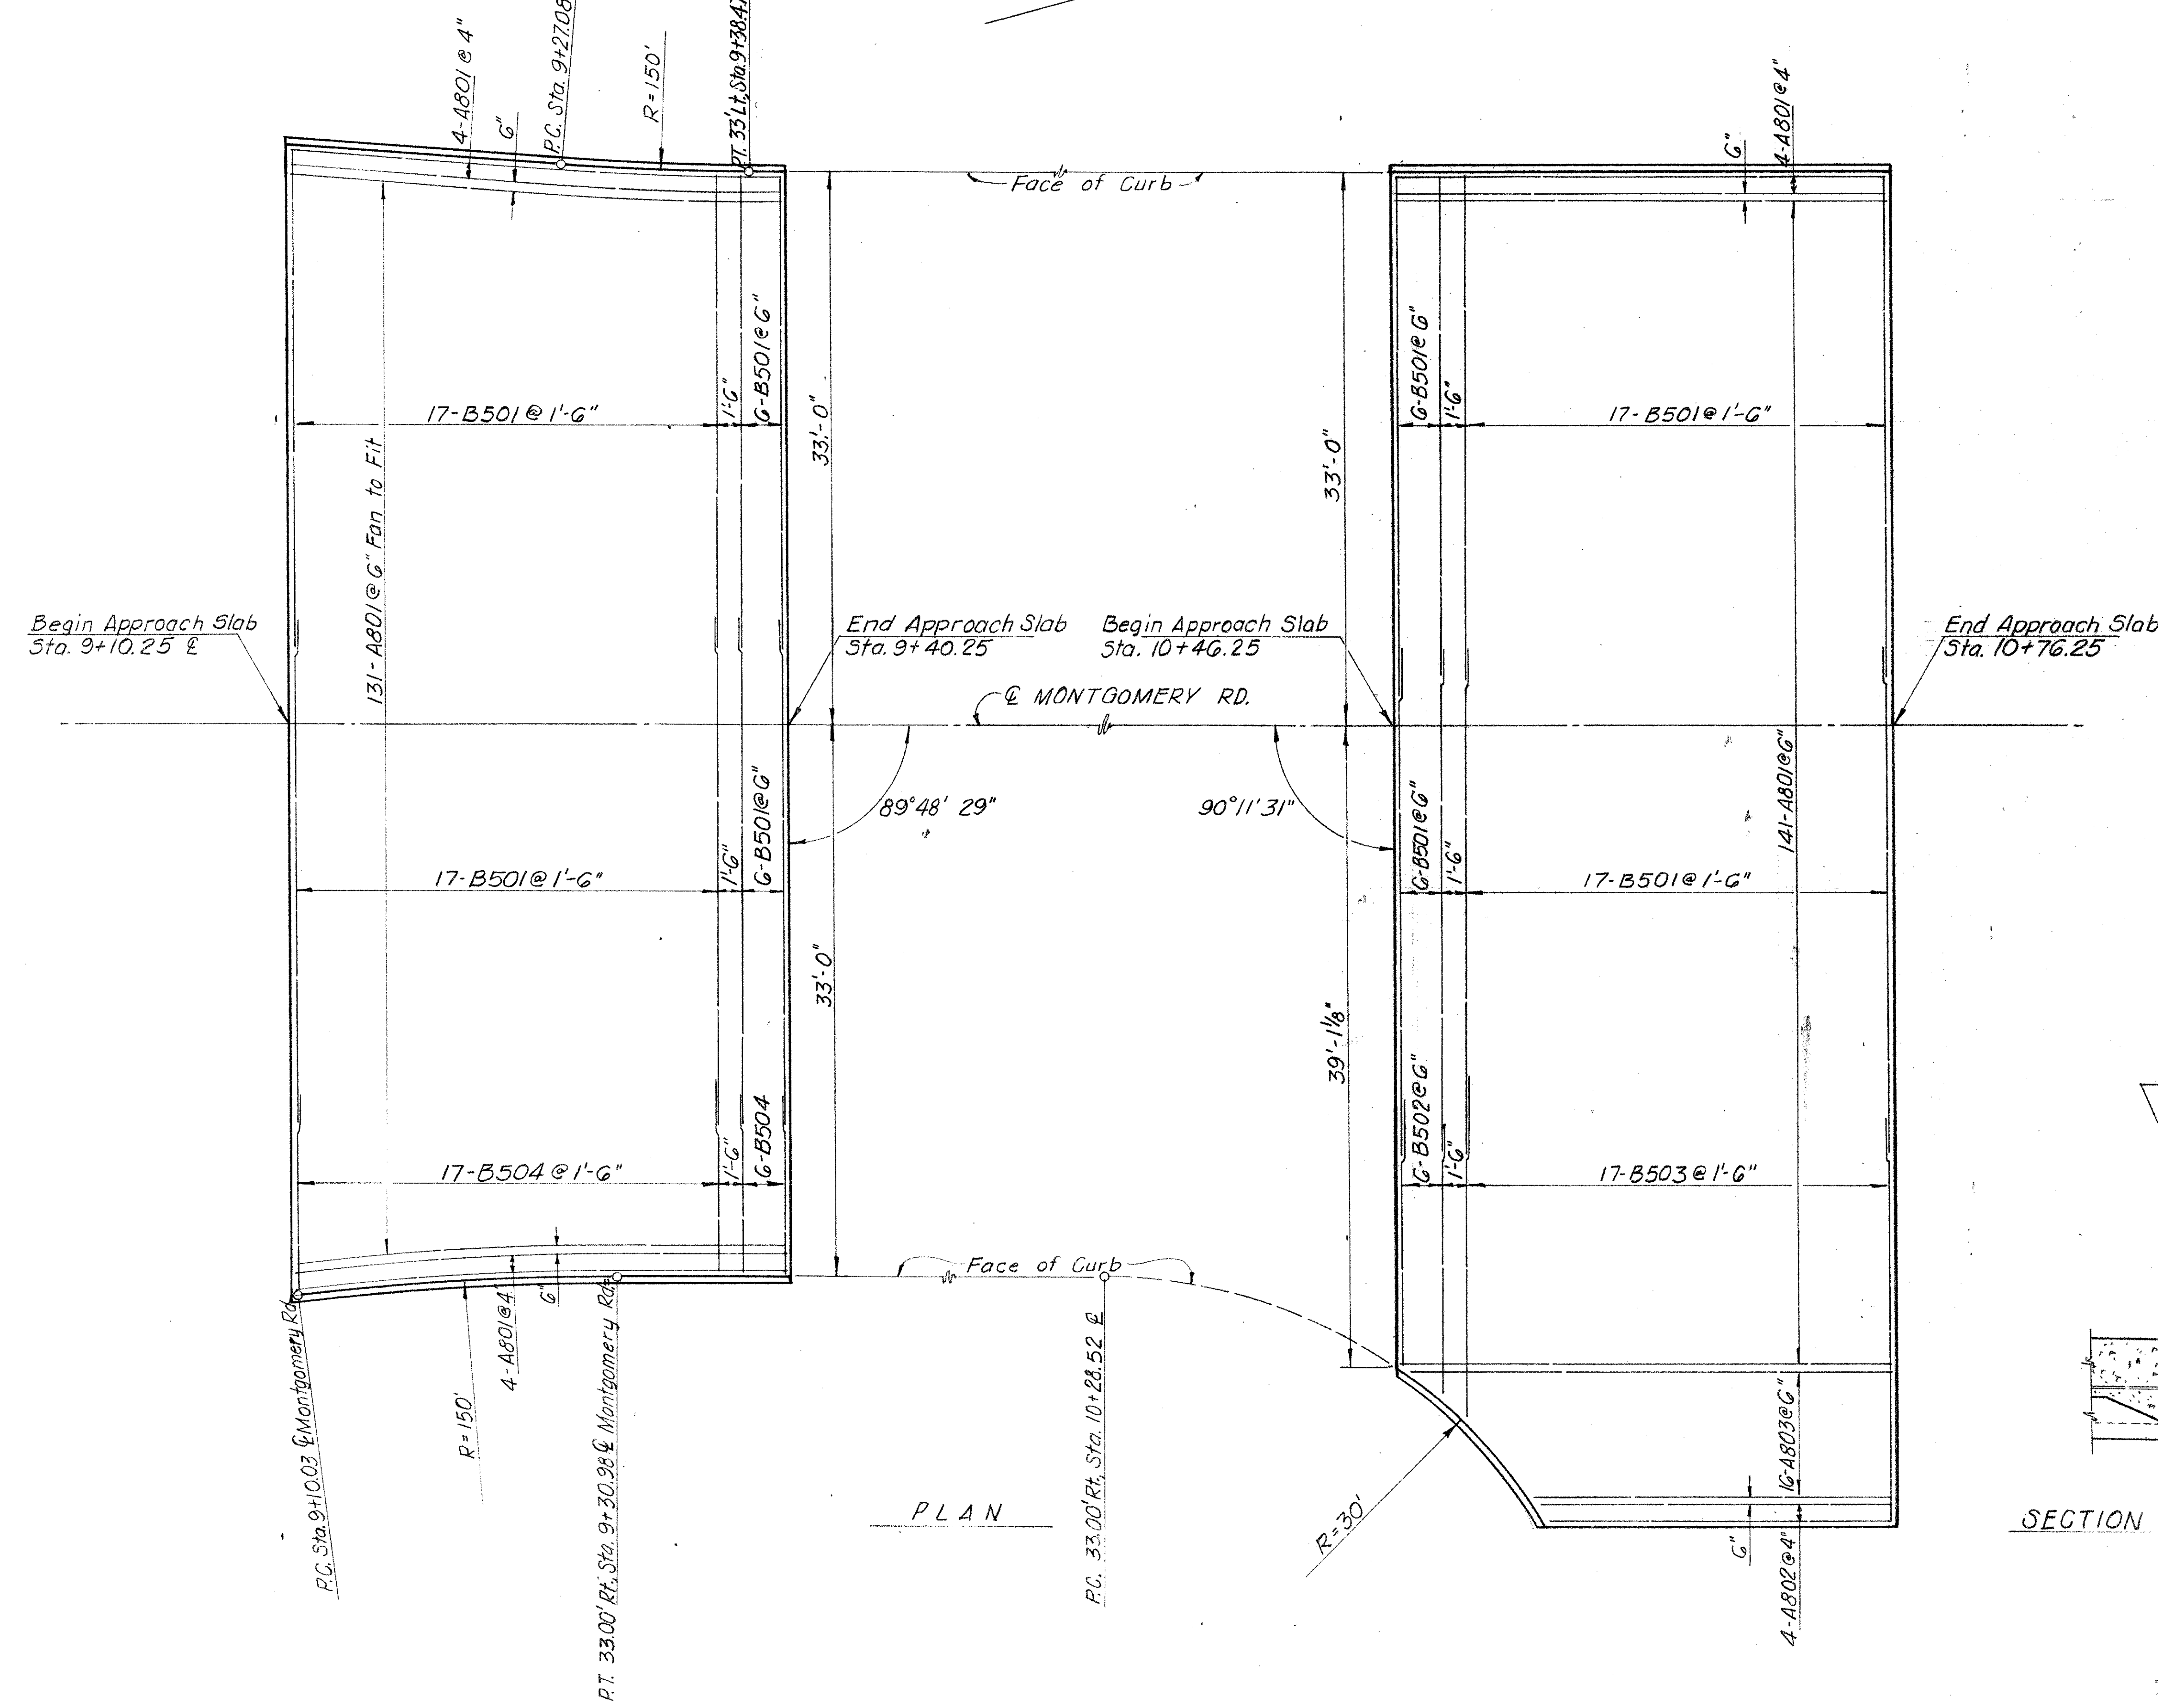 4-A801 @ 4"
6"
P.C. Sta. 9+27.08
R=150'
P.T. 33' Lt, Sta. 9+38.47
Face of Curb
6"
4-A801@4"
17-B501 @ 1'-6"
1'-6"
6-B501@6"
33'-0"
33'-0"
6-B501@6"
1'-6"
17-B501@1'-6"
131-A801@6" Fan to Fit
Begin Approach Slab
Sta. 9+10.25 ℄
End Approach Slab
Sta. 9+40.25
Begin Approach Slab
Sta. 10+46.25
End Approach Slab
Sta. 10+76.25
℄ MONTGOMERY RD.
89°48' 29"
90°11'31"
141-A801@6"
17-B501@1'-6"
1'-6"
6-B501@6"
6-B501@6"
1'-6"
17-B501@1'-6"
33'-0"
39'-1⅛"
17-B504@1'-6"
1'-6"
6-B504
6-B502@6"
1'-6"
17-B503@1'-6"
Face of Curb
P.C. Sta. 9+10.03 ℄ Montgomery Rd.
R=150'
4-A801@4"
6"
P.T. 33.00' Rt., Sta. 9+30.98 ℄ Montgomery Rd.
P.C. 33.00' Rt., Sta. 10+28.52 ℄
R=30'
16-A803@6"
6"
4-A802@4"
PLAN
SECTION